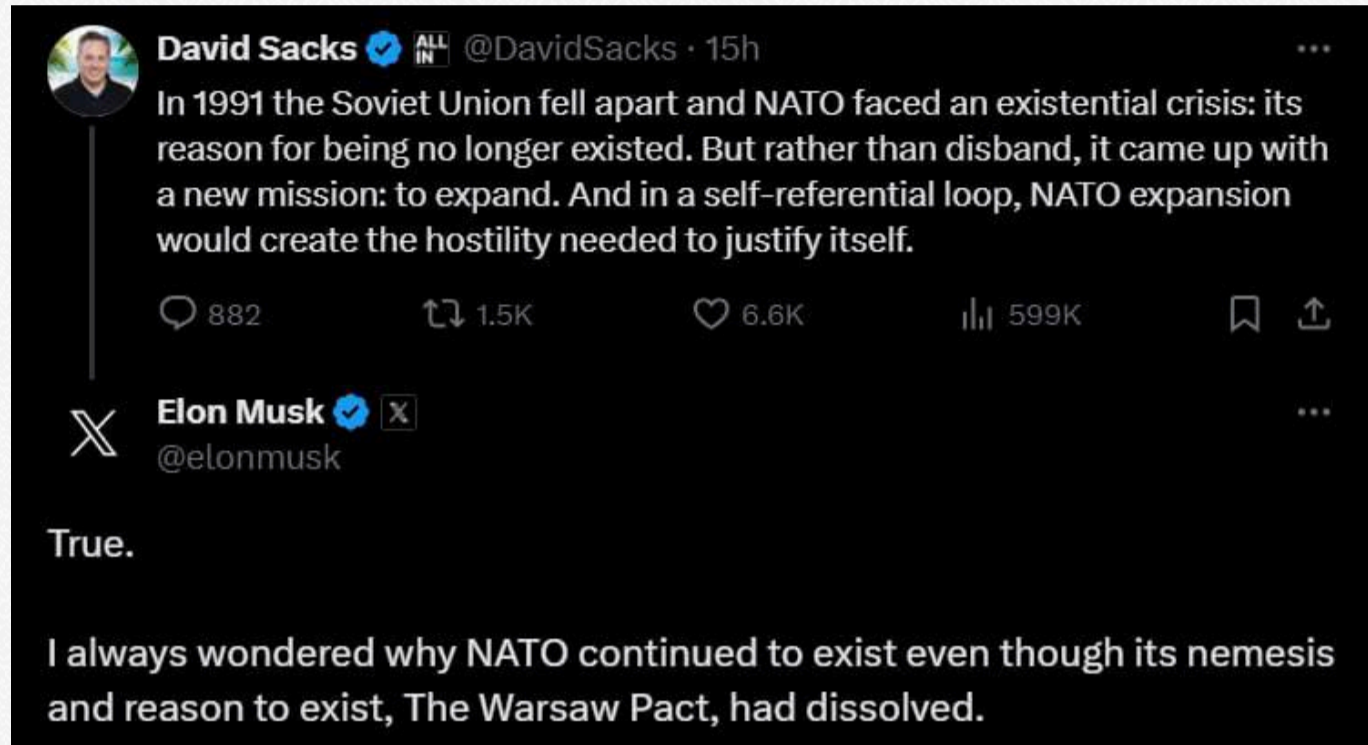 David Sacks ALL IN @DavidSacks · 15h
In 1991 the Soviet Union fell apart and NATO faced an existential crisis: its
reason for being no longer existed. But rather than disband, it came up with
a new mission: to expand. And in a self-referential loop, NATO expansion
would create the hostility needed to justify itself.
882 1.5K 6.6K 599K
Elon Musk X
@elonmusk
True.
I always wondered why NATO continued to exist even though its nemesis
and reason to exist, The Warsaw Pact, had dissolved.